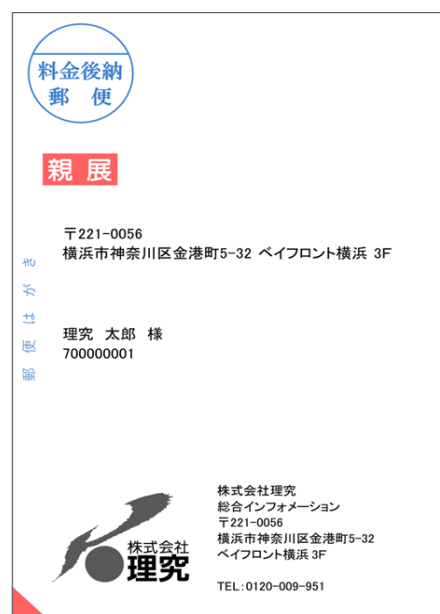 料金後納
郵　便
親 展
〒221-0056
横浜市神奈川区金港町5-32 ベイフロント横浜 3F
郵便はがき
理究　太郎　様
700000001
株式会社
理究
株式会社理究
総合インフォメーション
〒221-0056
横浜市神奈川区金港町5-32
ベイフロント横浜 3F
TEL:0120-009-951